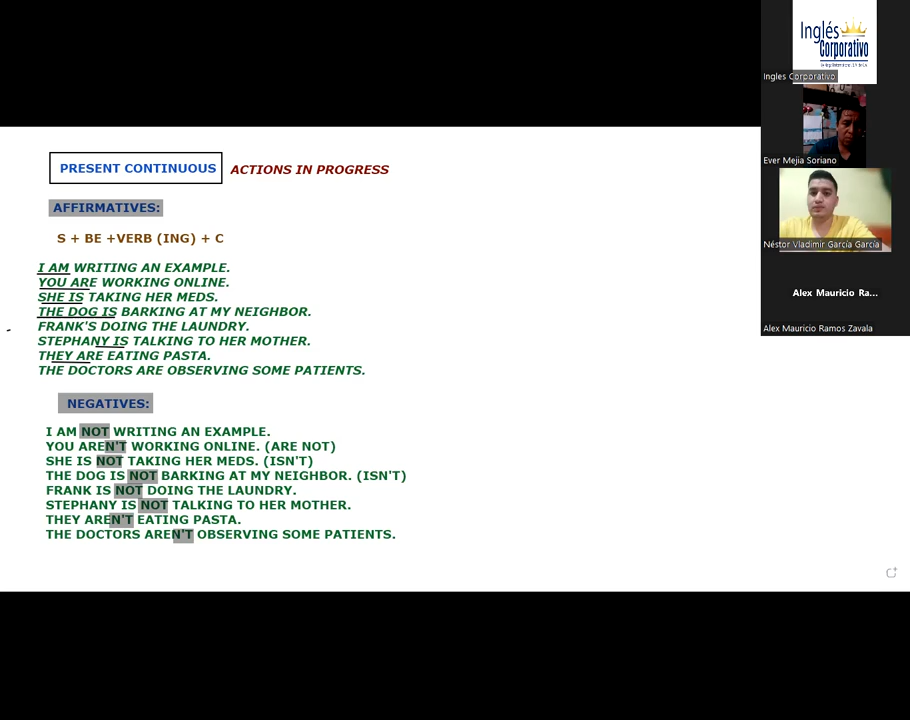 PRESENT CONTINUOUS ACTIONS IN PROGRESS
AFFIRMATIVES:
S + BE +VERB (ING) + C
I AM WRITING AN EXAMPLE.
YOU ARE WORKING ONLINE.
SHE IS TAKING HER MEDS.
THE DOG IS BARKING AT MY NEIGHBOR.
FRANK'S DOING THE LAUNDRY.
STEPHANY IS TALKING TO HER MOTHER.
THEY ARE EATING PASTA.
THE DOCTORS ARE OBSERVING SOME PATIENTS.
NEGATIVES:
I AM NOT WRITING AN EXAMPLE.
YOU AREN'T WORKING ONLINE. (ARE NOT)
SHE IS NOT TAKING HER MEDS. (ISN'T)
THE DOG IS NOT BARKING AT MY NEIGHBOR. (ISN'T)
FRANK IS NOT DOING THE LAUNDRY.
STEPHANY IS NOT TALKING TO HER MOTHER.
THEY AREN'T EATING PASTA.
THE DOCTORS AREN'T OBSERVING SOME PATIENTS.
Inglés
Corporativo
Ingles Corporativo
Ever Mejia Soriano
Néstor Vladimir García García
Alex Mauricio Ra...
Alex Mauricio Ramos Zavala